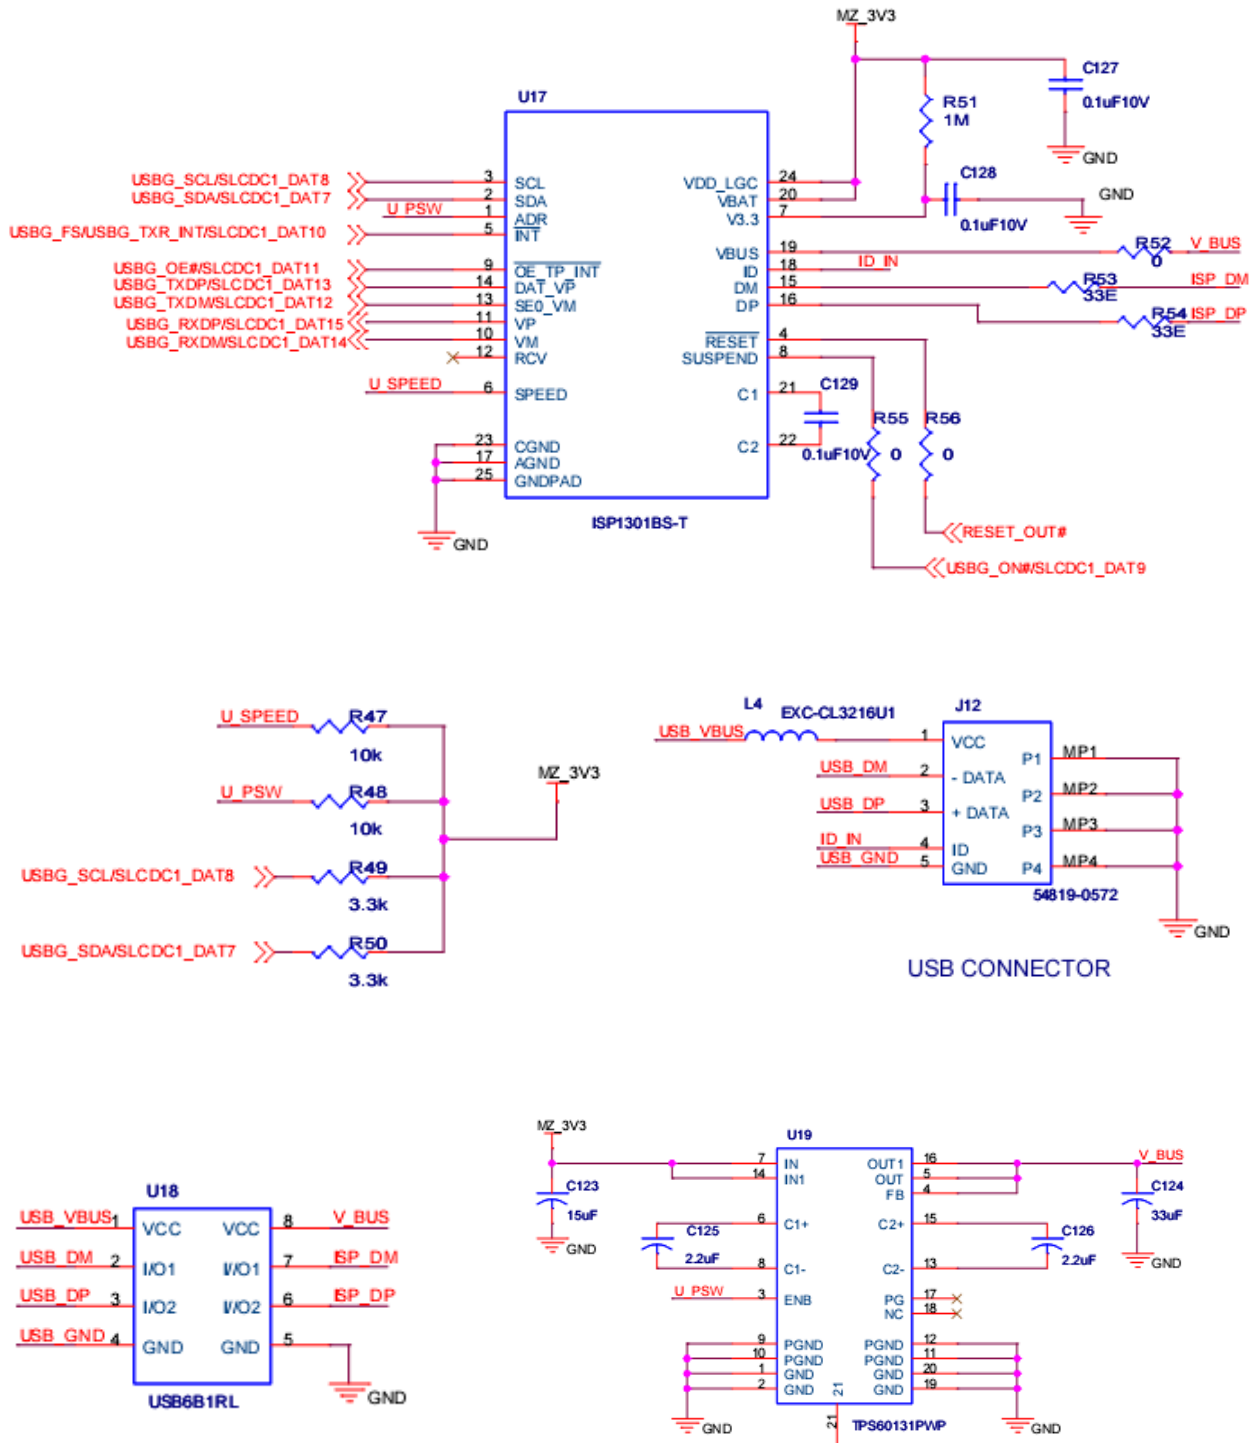 MZ_3V3
U17
C127
0.1uF10V
R51
1M
GND
C128
0.1uF10V
GND
USBG_SCL/SLCDC1_DAT8
3 SCL
USBG_SDA/SLCDC1_DAT7
2 SDA
U_PSW
1 ADR
USBG_FS/USBG_TXR_INT/SLCDC1_DAT10
5 INT
USBG_OE#/SLCDC1_DAT11
9 OE_TP_INT
USBG_TXDP/SLCDC1_DAT13
14 DAT_VP
USBG_TXDM/SLCDC1_DAT12
13 SE0_VM
USBG_RXDP/SLCDC1_DAT15
11 VP
USBG_RXDM/SLCDC1_DAT14
10 VM
12 RCV
U_SPEED
6 SPEED
23 CGND
17 AGND
25 GNDPAD
GND
VDD_LGC 24
VBAT 20
V3.3 7
VBUS 19
R52
0
V_BUS
ID 18
ID_IN
DM 15
R53
33E
ISP_DM
DP 16
R54
33E
ISP_DP
RESET 4
SUSPEND 8
C1 21
C129
0.1uF10V
C2 22
R55
0
R56
0
ISP1301BS-T
RESET_OUT#
USBG_ON#/SLCDC1_DAT9
U_SPEED
R47
10k
U_PSW
R48
10k
MZ_3V3
USBG_SCL/SLCDC1_DAT8
R49
3.3k
USBG_SDA/SLCDC1_DAT7
R50
3.3k
L4
EXC-CL3216U1
J12
USB_VBUS
1 VCC
USB_DM
2 - DATA
USB_DP
3 + DATA
ID_IN
4 ID
USB_GND
5 GND
P1 MP1
P2 MP2
P3 MP3
P4 MP4
54819-0572
GND
USB CONNECTOR
U18
USB_VBUS 1 VCC
VCC 8 V_BUS
USB_DM 2 I/O1
I/O1 7 ISP_DM
USB_DP 3 I/O2
I/O2 6 ISP_DP
USB_GND 4 GND
GND 5
GND
USB6B1RL
MZ_3V3
U19
C123
15uF
GND
7 IN
14 IN1
C125
2.2uF
6 C1+
8 C1-
U_PSW
3 ENB
9 PGND
10 PGND
1 GND
2 GND
GND
OUT1 16
OUT 5
FB 4
V_BUS
C124
33uF
GND
C2+ 15
C126
2.2uF
C2- 13
PG 17
NC 18
PGND 12
PGND 11
GND 20
GND 19
GND
21
21
TPS60131PWP